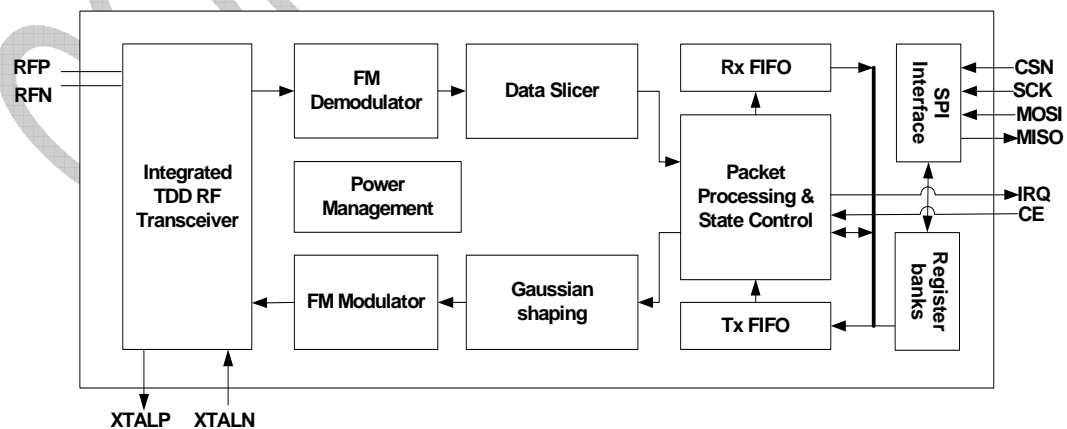 RFP
RFN
Integrated
TDD RF
Transceiver
FM
Demodulator
Data Slicer
Power
Management
FM Modulator
Gaussian
shaping
Rx FIFO
Packet
Processing &
State Control
Tx FIFO
SPI
Interface
Register
banks
CSN
SCK
MOSI
MISO
IRQ
CE
XTALP
XTALN